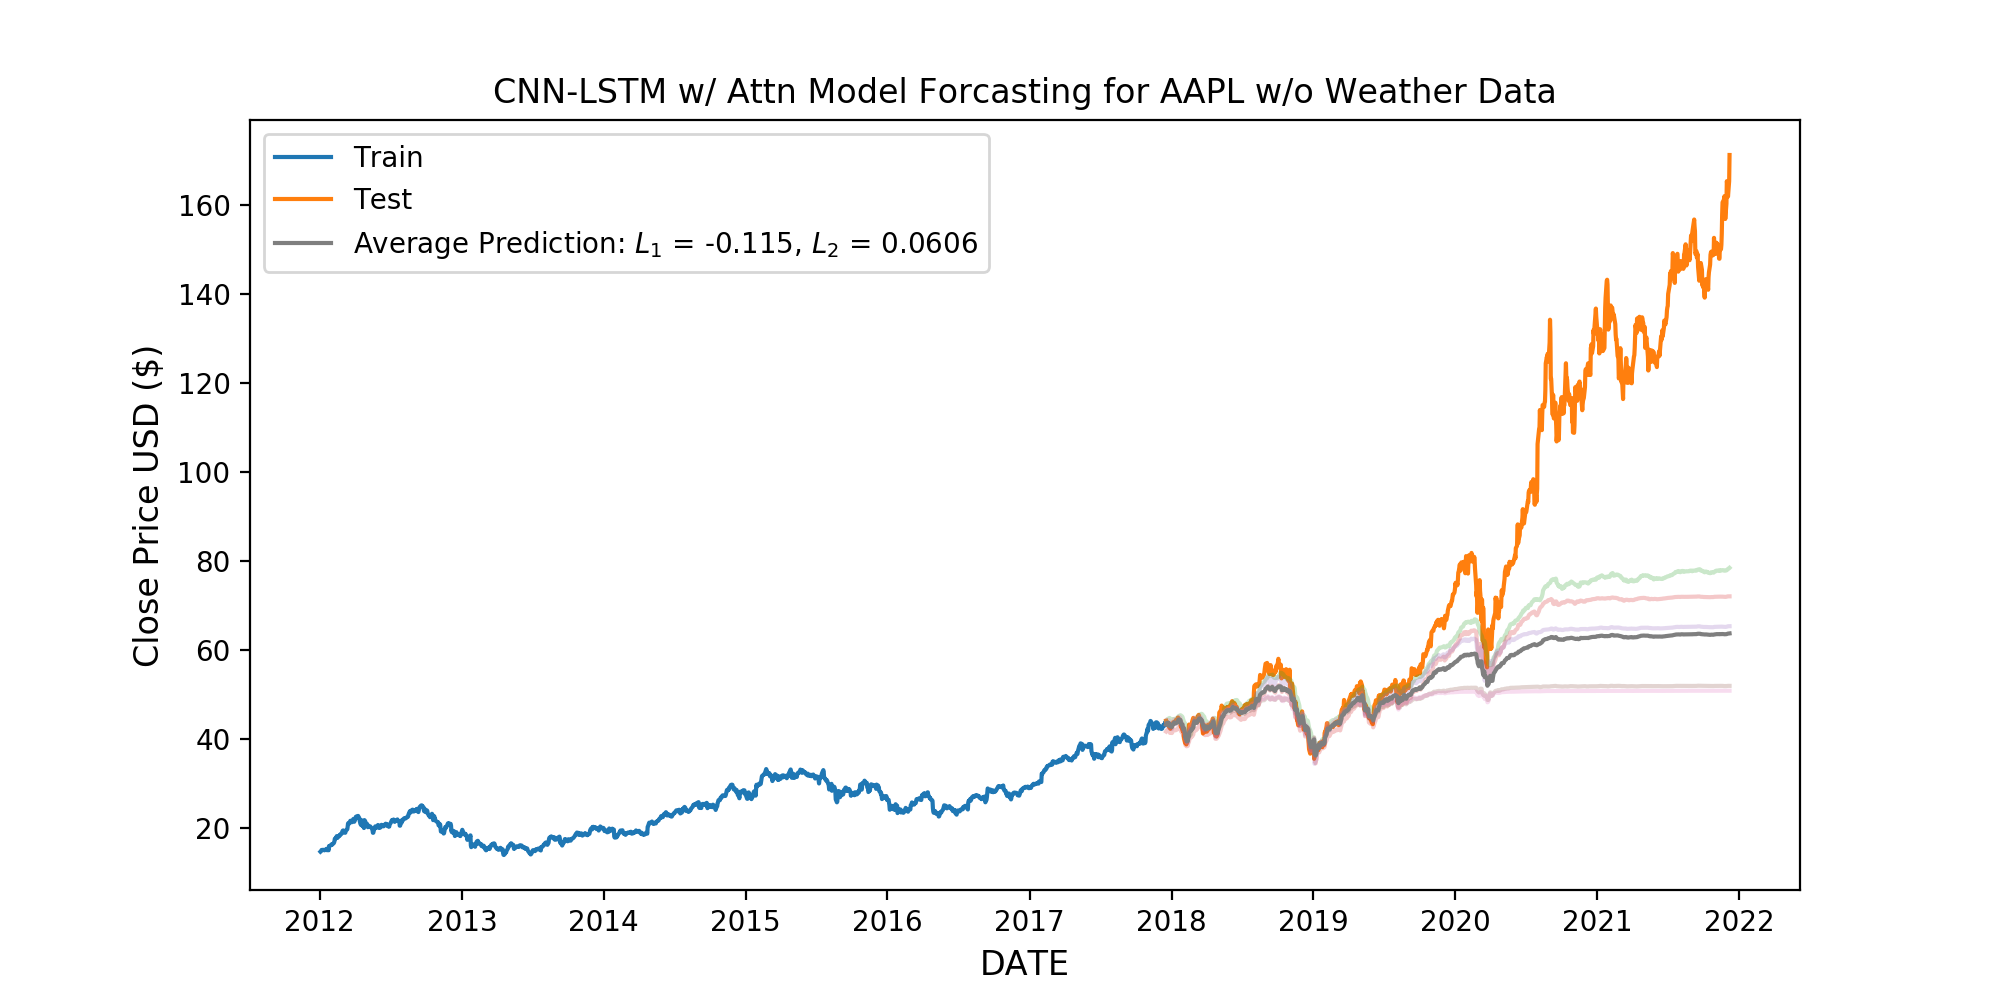 CNN-LSTM w/ Attn Model Forcasting for AAPL w/o Weather Data
Train
Test
Average Prediction: L₁ = -0.115, L₂ = 0.0606
Close Price USD ($)
160
140
120
100
80
60
40
20
2012 2013 2014 2015 2016 2017 2018 2019 2020 2021 2022
DATE